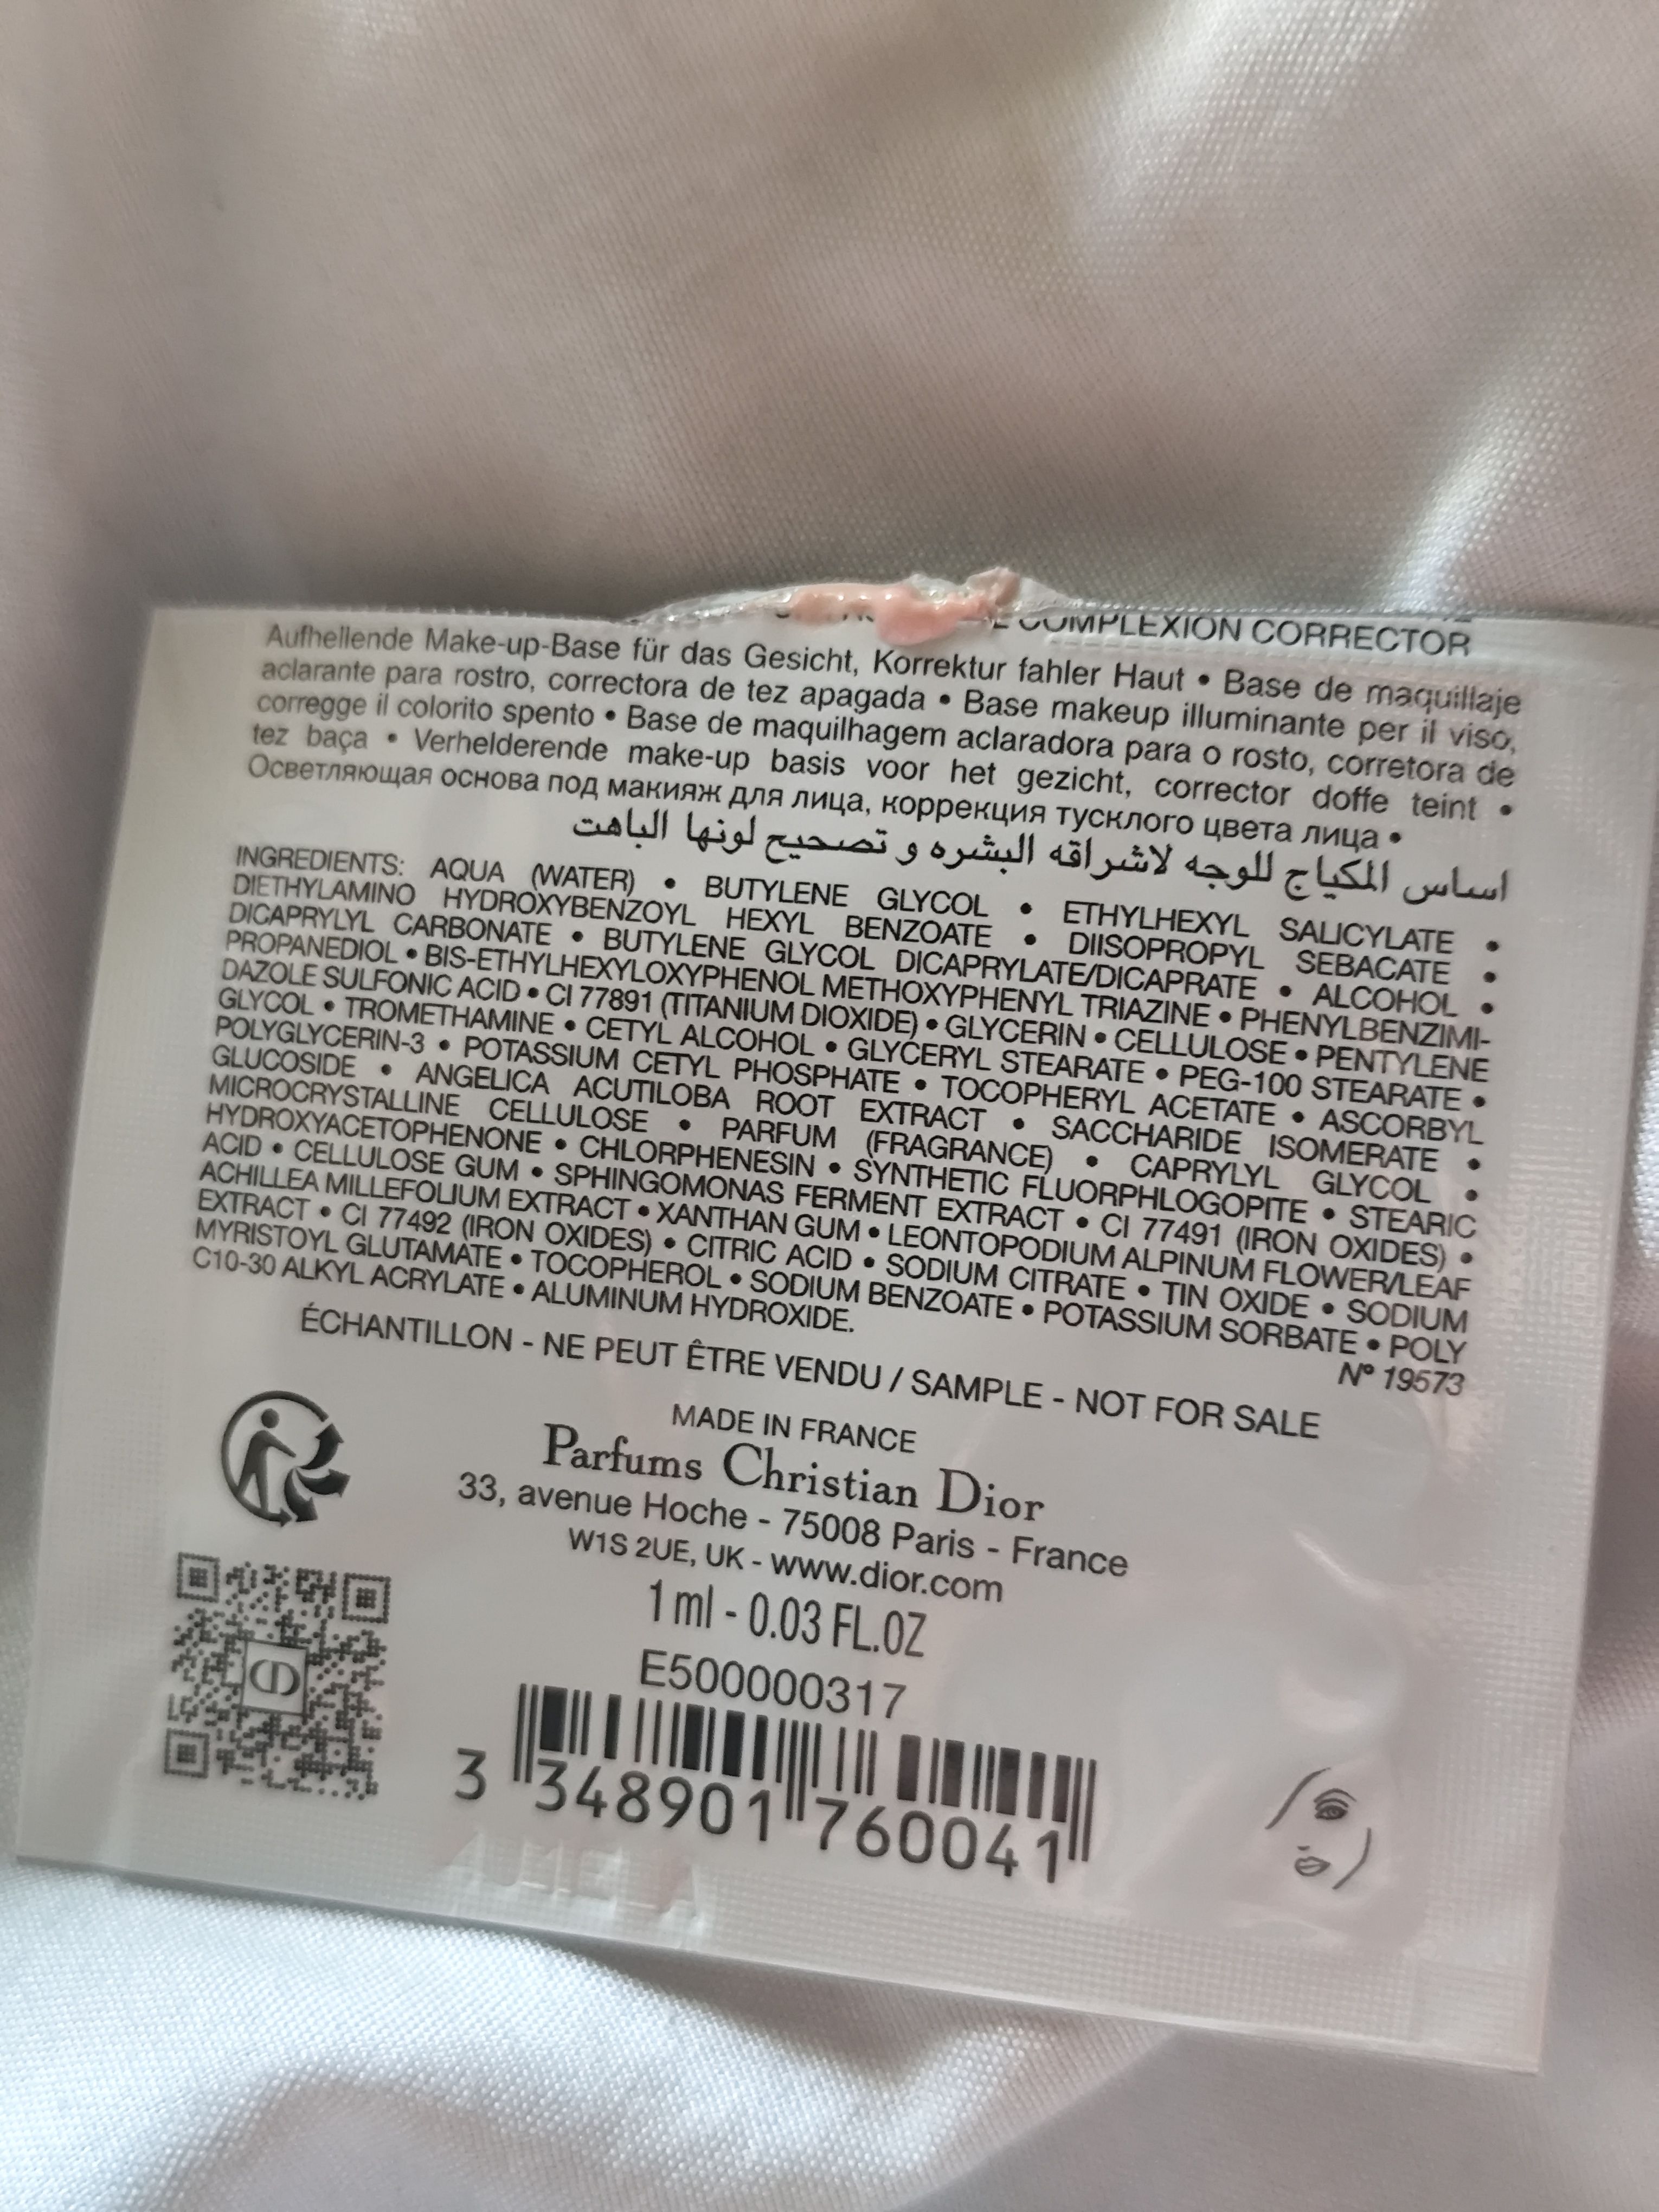 COMPLEXION CORRECTOR
Aufhellende Make-up-Base für das Gesicht, Korrektur fahler Haut • Base de maquillaje
aclarante para rostro, correctora de tez apagada • Base makeup illuminante per il viso,
corregge il colorito spento • Base de maquilhagem aclaradora para o rosto, corretora de
tez baça • Verhelderende make-up basis voor het gezicht, corrector doffe teint •
Осветляющая основа под макияж для лица, коррекция тусклого цвета лица •
اساس المكياج للوجه لاشراقه البشره و تصحيح لونها الباهت
INGREDIENTS: AQUA (WATER) • BUTYLENE GLYCOL • ETHYLHEXYL SALICYLATE •
DIETHYLAMINO HYDROXYBENZOYL HEXYL BENZOATE • DIISOPROPYL SEBACATE •
DICAPRYLYL CARBONATE • BUTYLENE GLYCOL DICAPRYLATE/DICAPRATE • ALCOHOL •
PROPANEDIOL • BIS-ETHYLHEXYLOXYPHENOL METHOXYPHENYL TRIAZINE • PHENYLBENZIMI-
DAZOLE SULFONIC ACID • CI 77891 (TITANIUM DIOXIDE) • GLYCERIN • CELLULOSE • PENTYLENE
GLYCOL • TROMETHAMINE • CETYL ALCOHOL • GLYCERYL STEARATE • PEG-100 STEARATE •
POLYGLYCERIN-3 • POTASSIUM CETYL PHOSPHATE • TOCOPHERYL ACETATE • ASCORBYL
GLUCOSIDE • ANGELICA ACUTILOBA ROOT EXTRACT • SACCHARIDE ISOMERATE •
MICROCRYSTALLINE CELLULOSE • PARFUM (FRAGRANCE) • CAPRYLYL GLYCOL •
HYDROXYACETOPHENONE • CHLORPHENESIN • SYNTHETIC FLUORPHLOGOPITE • STEARIC
ACID • CELLULOSE GUM • SPHINGOMONAS FERMENT EXTRACT • CI 77491 (IRON OXIDES) •
ACHILLEA MILLEFOLIUM EXTRACT • XANTHAN GUM • LEONTOPODIUM ALPINUM FLOWER/LEAF
EXTRACT • CI 77492 (IRON OXIDES) • CITRIC ACID • SODIUM CITRATE • TIN OXIDE • SODIUM
MYRISTOYL GLUTAMATE • TOCOPHEROL • SODIUM BENZOATE • POTASSIUM SORBATE • POLY
C10-30 ALKYL ACRYLATE • ALUMINUM HYDROXIDE.
N° 19573
ÉCHANTILLON - NE PEUT ÊTRE VENDU / SAMPLE - NOT FOR SALE
MADE IN FRANCE
Parfums Christian Dior
33, avenue Hoche - 75008 Paris - France
W1S 2UE, UK - www.dior.com
1 ml - 0.03 FL.OZ
E500000317
3 348901 760041
CD